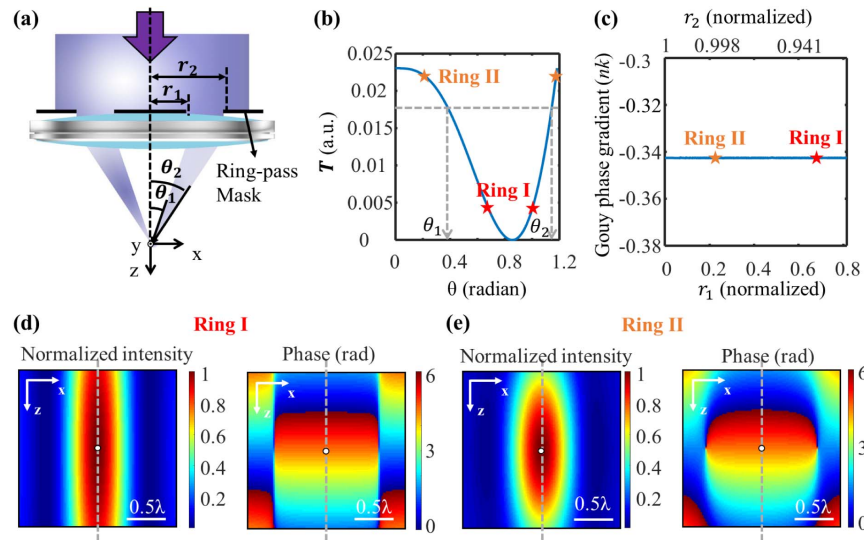 (a)
r₂
r₁
θ₂
θ₁
Ring-pass
Mask
y
x
z
(b)
0.025
0.02
0.015
0.01
0.005
0
T (a.u.)
Ring II
Ring I
θ₁
θ₂
0 0.4 0.8 1.2
θ (radian)
(c)
r₂ (normalized)
1 0.998 0.941
-0.3
-0.32
-0.34
-0.36
-0.38
Gouy phase gradient (nk)
Ring II
Ring I
0 0.2 0.4 0.6 0.8
r₁ (normalized)
(d)
Ring I
Normalized intensity
x
z
0.5λ
1
0.8
0.6
0.4
0.2
Phase (rad)
x
z
0.5λ
6
3
0
(e)
Ring II
Normalized intensity
x
z
0.5λ
1
0.8
0.6
0.4
0.2
Phase (rad)
x
z
0.5λ
6
3
0